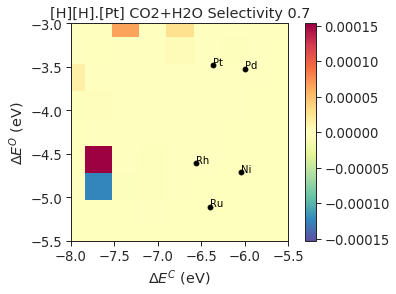 [H][H].[Pt] CO2+H2O Selectivity 0.7
−3.0
−3.5
−4.0
−4.5
−5.0
−5.5
ΔE^O (eV)
Pt
Pd
Rh
Ni
Ru
−8.0 −7.5 −7.0 −6.5 −6.0 −5.5
ΔE^C (eV)
0.00015
0.00010
0.00005
0.00000
−0.00005
−0.00010
−0.00015